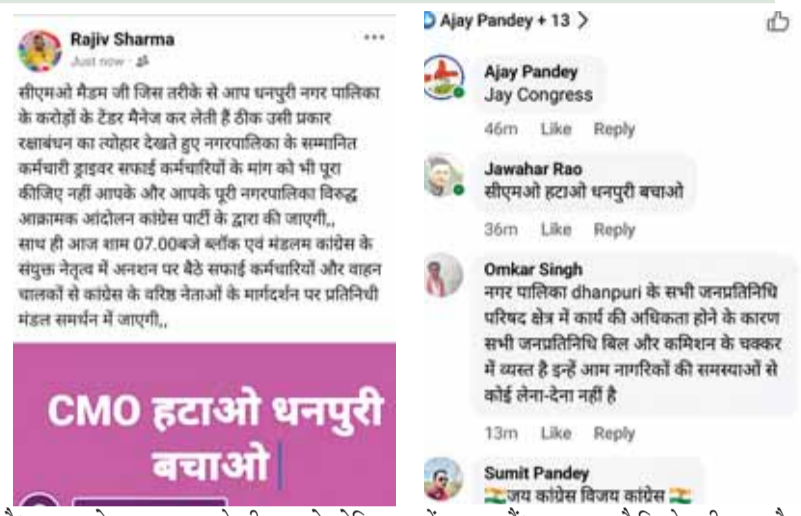 Rajiv Sharma
Just now
सीएमओ मैडम जी जिस तरीके से आप धनपुरी नगर पालिका
के करोड़ों के टेंडर मैनेज कर लेती हैं ठीक उसी प्रकार
रक्षाबंधन का त्योहार देखते हुए नगरपालिका के सम्मानित
कर्मचारी ड्राइवर सफाई कर्मचारियों के मांग को भी पूरा
कीजिए नहीं आपके और आपके पूरी नगरपालिका विरुद्ध
आक्रामक आंदोलन कांग्रेस पार्टी के द्वारा की जाएगी,,
साथ ही आज शाम 07.00बजे ब्लॉक एवं मंडलम कांग्रेस के
संयुक्त नेतृत्व में अनशन पर बैठे सफाई कर्मचारियों और वाहन
चालकों से कांग्रेस के वरिष्ठ नेताओं के मार्गदर्शन पर प्रतिनिधी
मंडल समर्थन में जाएगी,,
CMO हटाओ धनपुरी
बचाओ
Ajay Pandey + 13
Ajay Pandey
Jay Congress
46m Like Reply
Jawahar Rao
सीएमओ हटाओ धनपुरी बचाओ
36m Like Reply
Omkar Singh
नगर पालिका dhanpuri के सभी जनप्रतिनिधि
परिषद क्षेत्र में कार्य की अधिकता होने के कारण
सभी जनप्रतिनिधि बिल और कमिशन के चक्कर
में व्यस्त है इन्हें आम नागरिकों की समस्याओं से
कोई लेना-देना नहीं है
13m Like Reply
Sumit Pandey
जय कांग्रेस विजय कांग्रेस